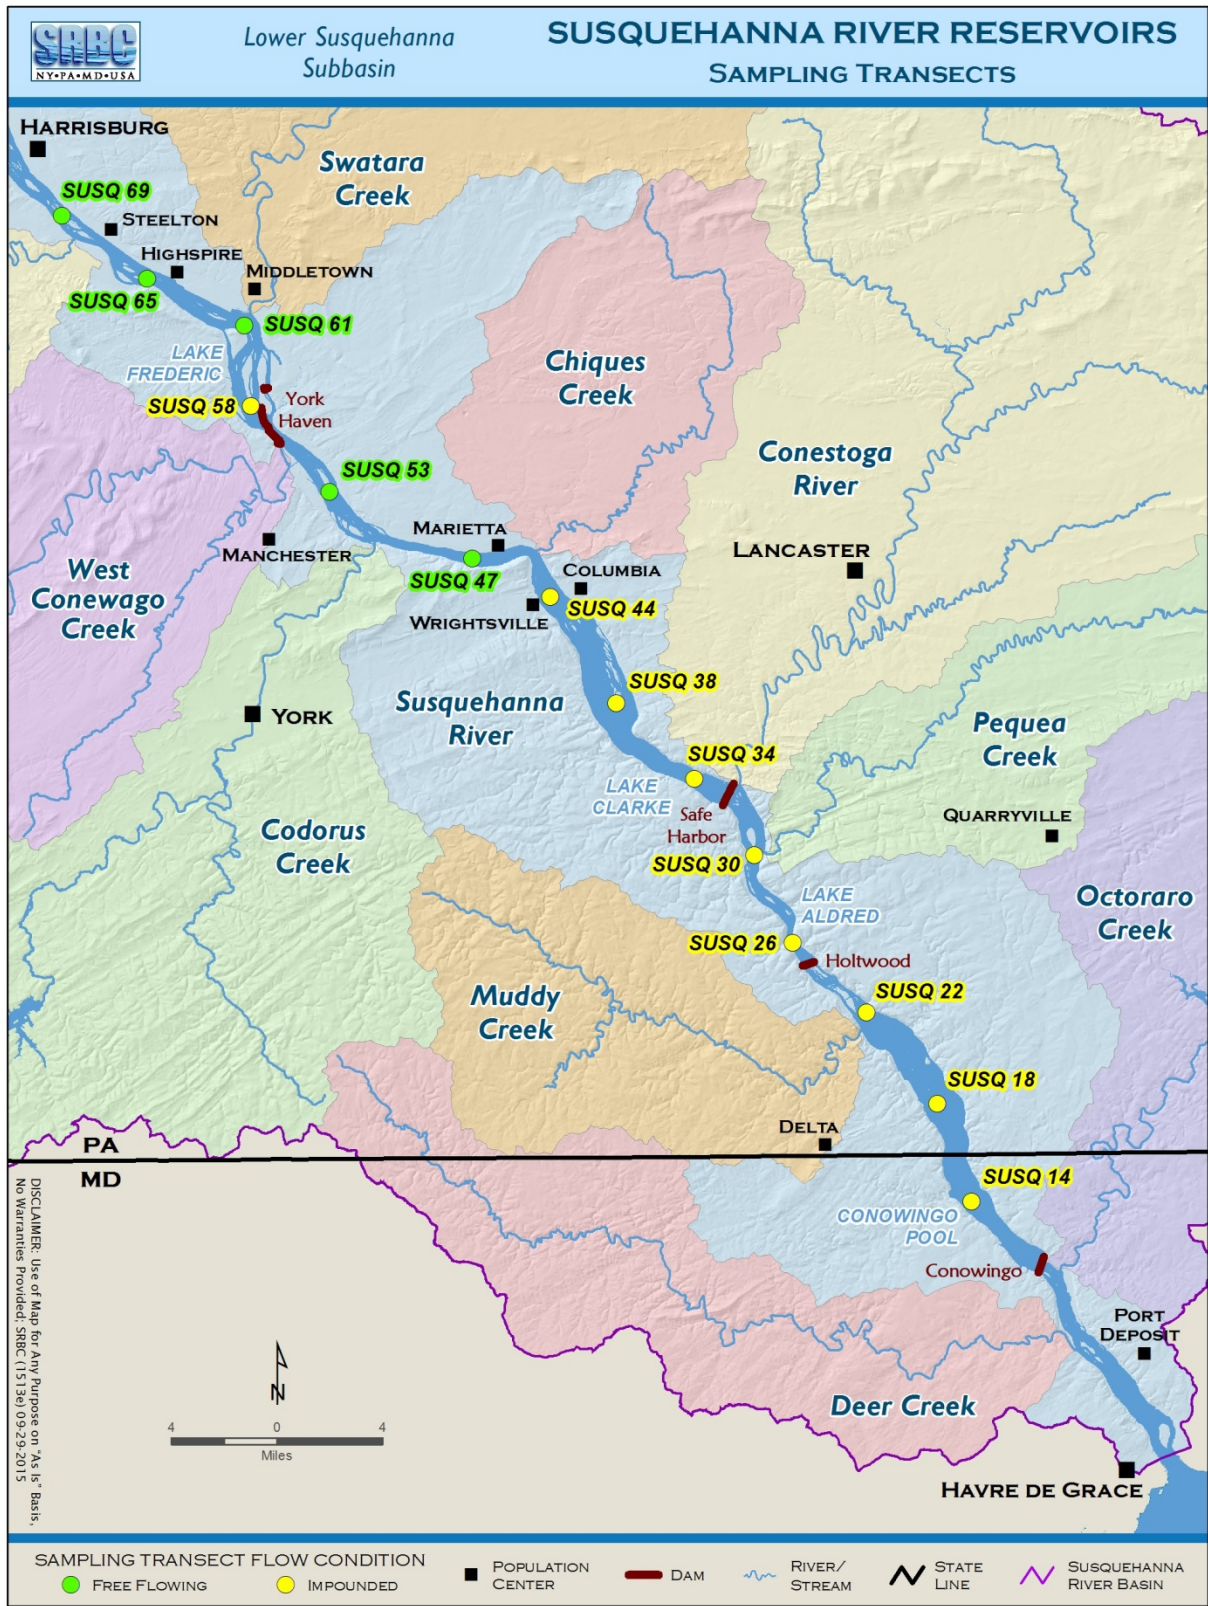 SRBC
NY•PA•MD•USA
Lower Susquehanna
Subbasin
SUSQUEHANNA RIVER RESERVOIRS
SAMPLING TRANSECTS
HARRISBURG
Swatara
Creek
SUSQ 69
STEELTON
HIGHSPIRE
MIDDLETOWN
SUSQ 65
SUSQ 61
LAKE
FREDERIC
Chiques
Creek
SUSQ 58
York
Haven
Conestoga
River
SUSQ 53
MARIETTA
MANCHESTER
LANCASTER
West
Conewago
Creek
SUSQ 47
COLUMBIA
SUSQ 44
WRIGHTSVILLE
SUSQ 38
Susquehanna
River
YORK
Pequea
Creek
SUSQ 34
LAKE
CLARKE
Safe
Harbor
QUARRYVILLE
Codorus
Creek
SUSQ 30
LAKE
ALDRED
Octoraro
Creek
SUSQ 26
Holtwood
SUSQ 22
Muddy
Creek
SUSQ 18
DELTA
PA
MD
SUSQ 14
CONOWINGO
POOL
Conowingo
PORT
DEPOSIT
Deer Creek
HAVRE DE GRACE
N
4 0 4
Miles
DISCLAIMER: Use of Map for Any Purpose on "As Is" Basis,
No Warranties Provided; SRBC (1513e) 09-29-2015
SAMPLING TRANSECT FLOW CONDITION
FREE FLOWING
IMPOUNDED
POPULATION
CENTER
DAM
RIVER/
STREAM
STATE
LINE
SUSQUEHANNA
RIVER BASIN